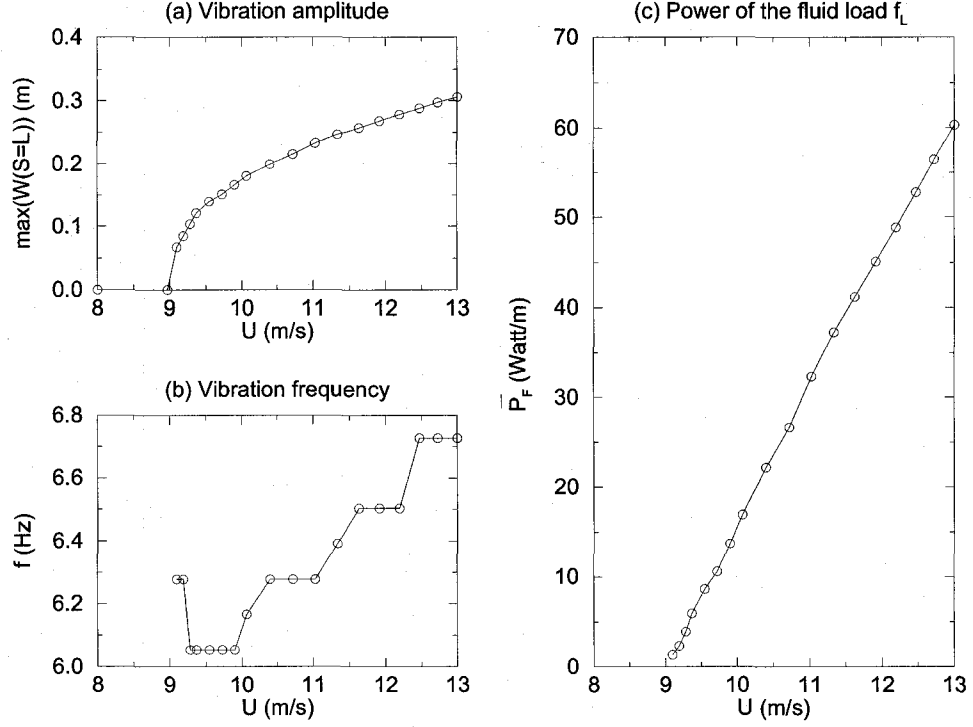 (a) Vibration amplitude
0.4
0.3
0.2
0.1
0.0
max(W(S=L)) (m)
8 9 10 11 12 13
U (m/s)
(b) Vibration frequency
6.8
6.6
6.4
6.2
6.0
f (Hz)
8 9 10 11 12 13
U (m/s)
(c) Power of the fluid load f_L
70
60
50
40
30
20
10
0
P̅_F (Watt/m)
8 9 10 11 12 13
U (m/s)